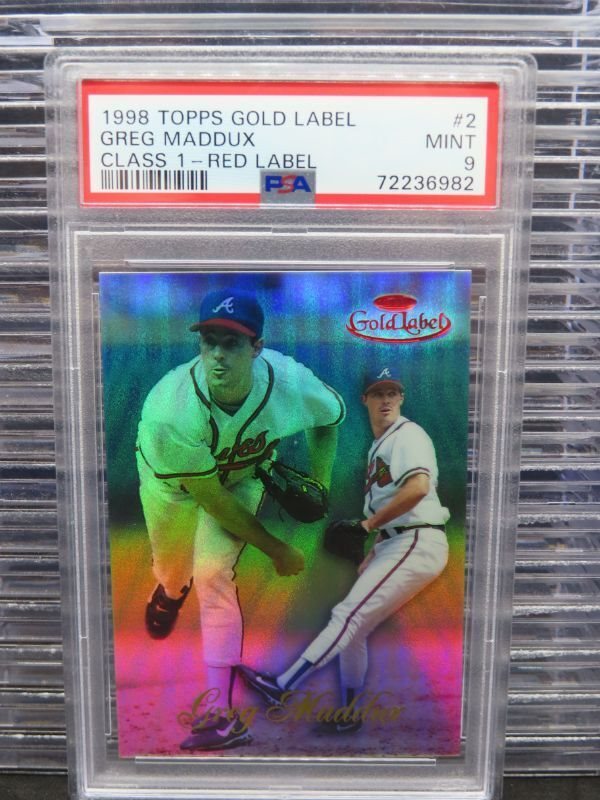 1998 TOPPS GOLD LABEL #2
GREG MADDUX MINT
CLASS 1-RED LABEL 9
PSA 72236982
A
Gold Label
A
Greg Maddux